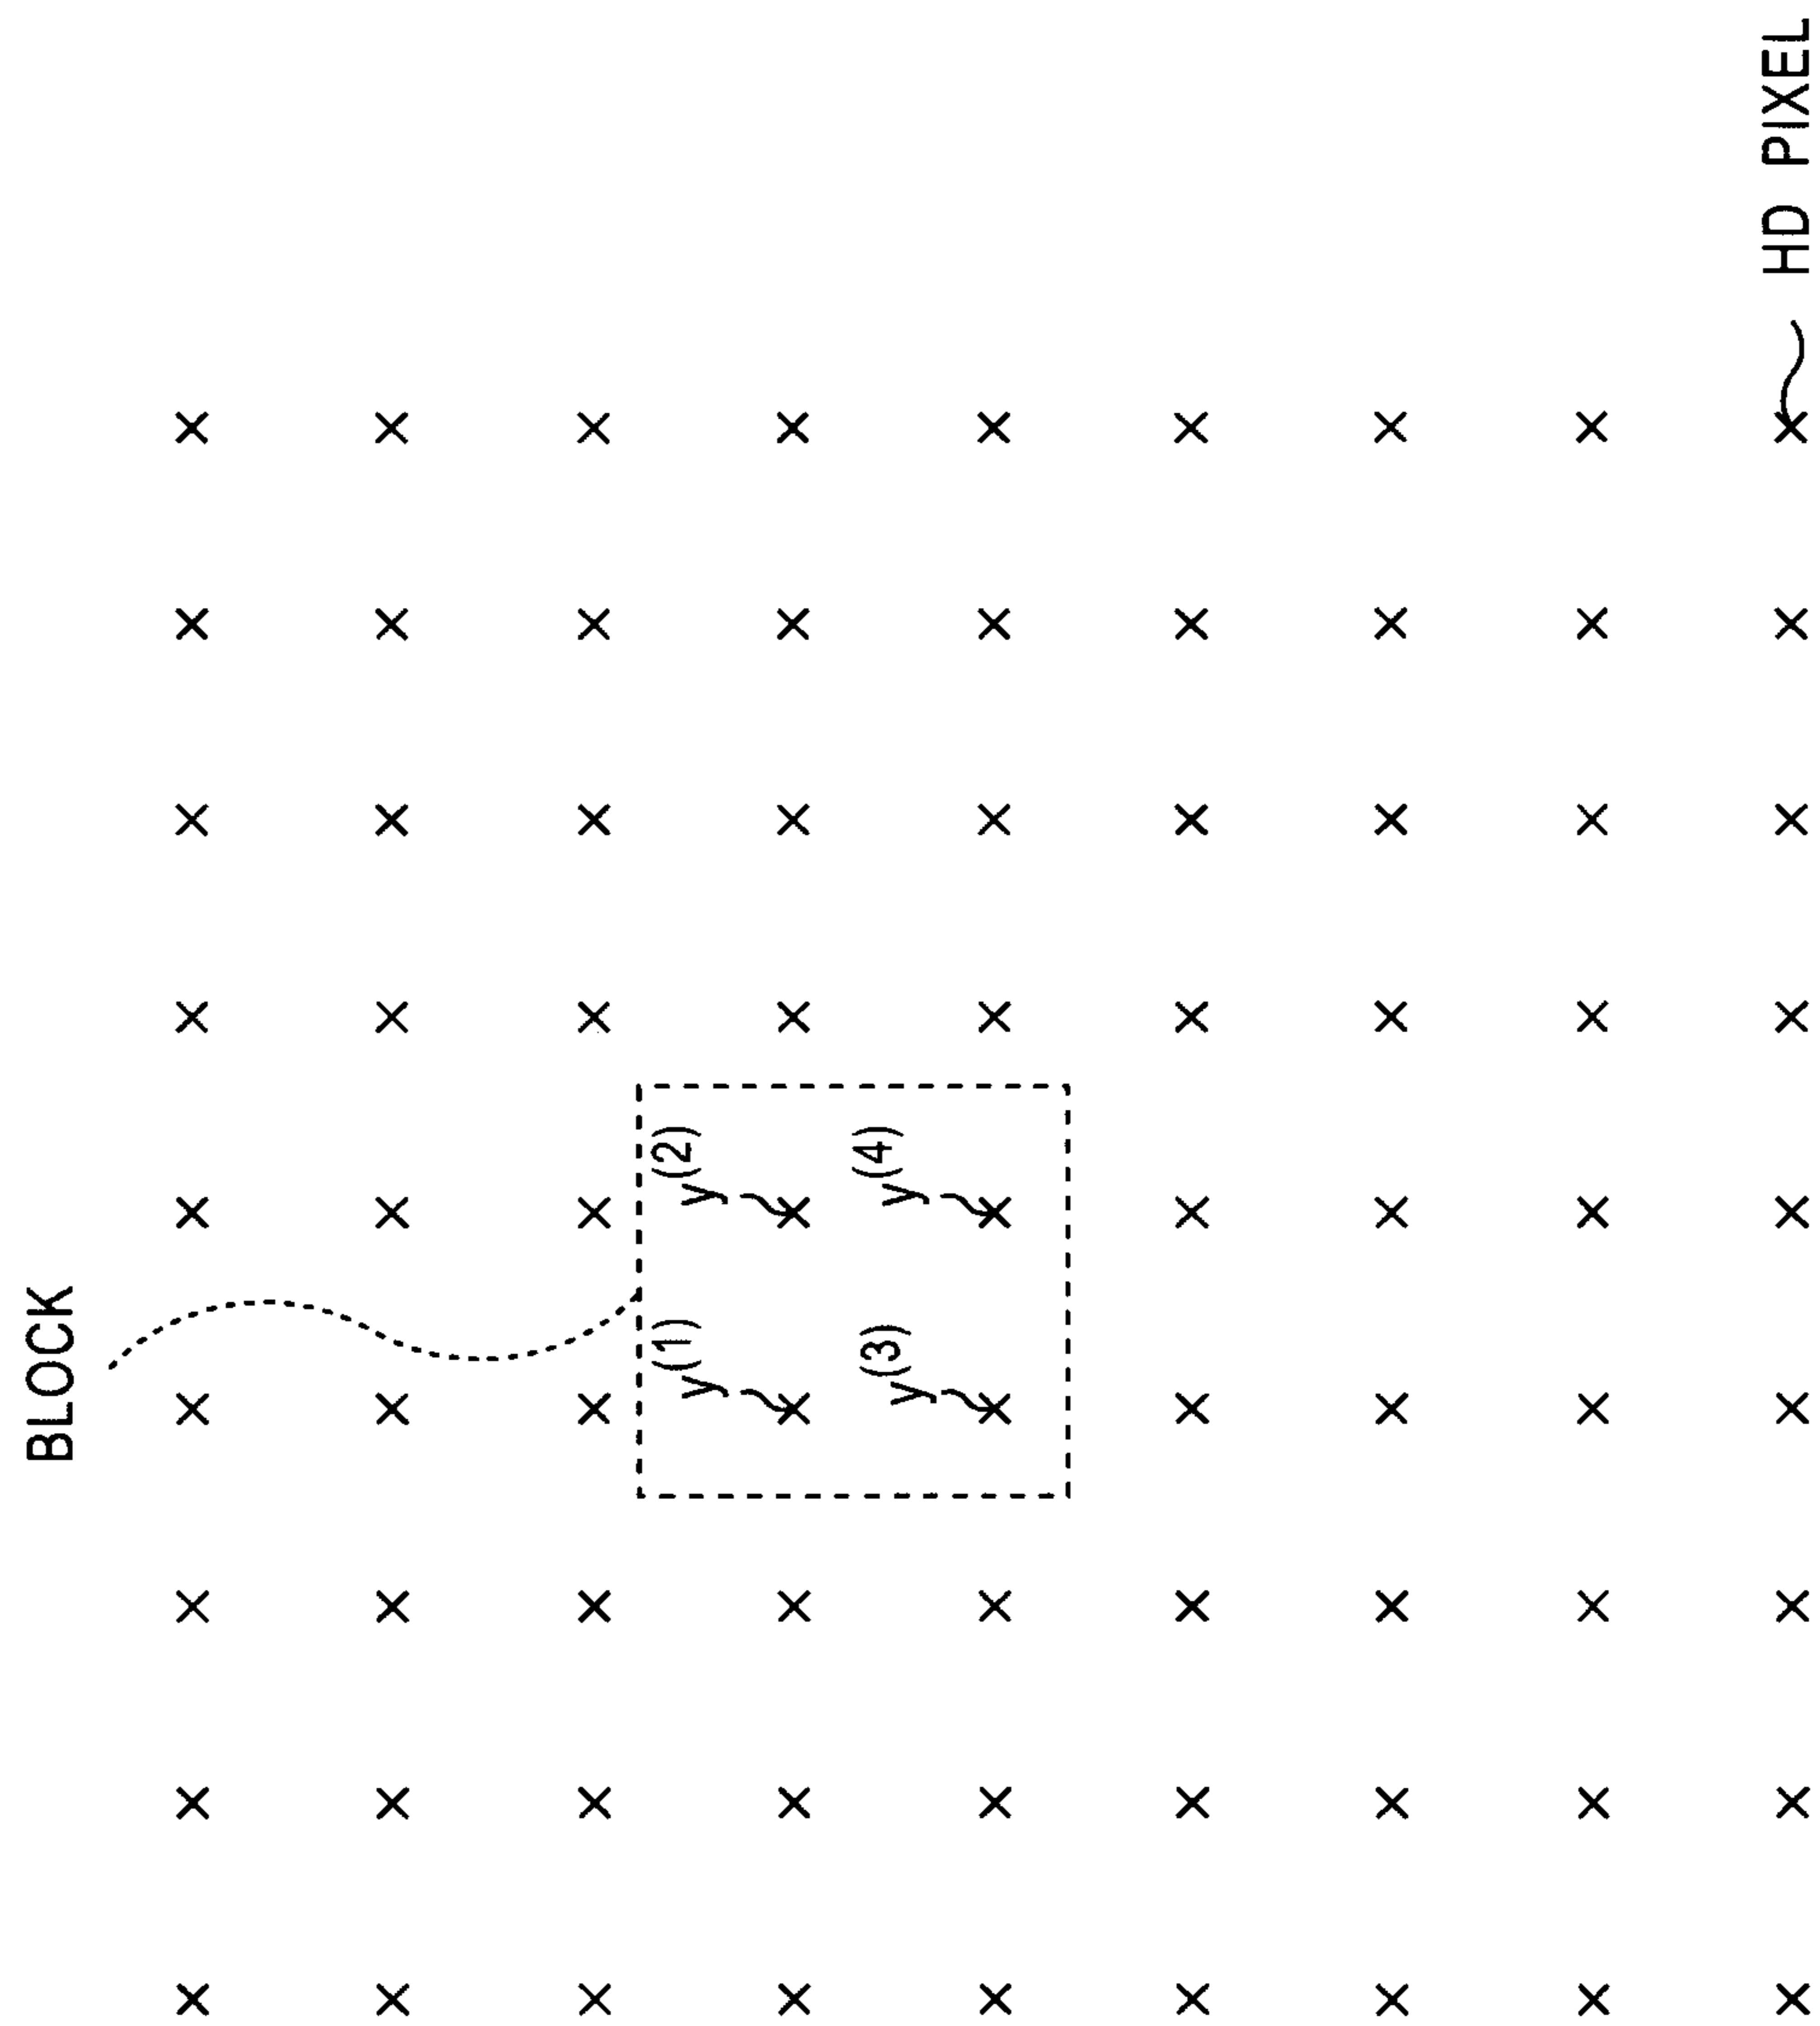 BLOCK
y(1)
y(2)
y(3)
y(4)
HD PIXEL